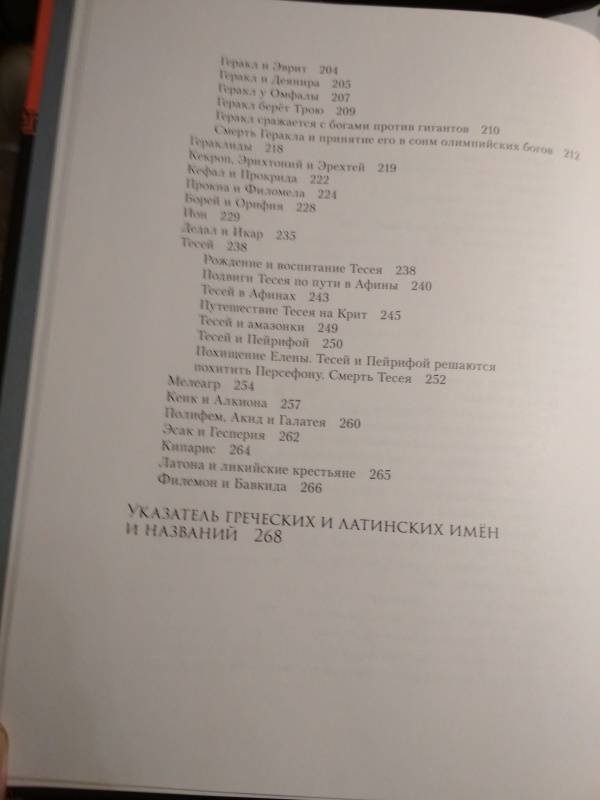 Геракл и Эврит 204
Геракл и Деянира 205
Геракл у Омфалы 207
Геракл берёт Трою 209
Геракл сражается с богами против гигантов 210
Смерть Геракла и принятие его в сонм олимпийских богов 212
Гераклиды 218
Кекроп, Эрихтоний и Эрехтей 219
Кефал и Прокрида 222
Прокна и Филомела 224
Борей и Орифия 228
Ион 229
Дедал и Икар 235
Тесей 238
Рождение и воспитание Тесея 238
Подвиги Тесея по пути в Афины 240
Тесей в Афинах 243
Путешествие Тесея на Крит 245
Тесей и амазонки 249
Тесей и Пейрифой 250
Похищение Елены. Тесей и Пейрифой решаются
похитить Персефону. Смерть Тесея 252
Мелеагр 254
Кеик и Алкиона 257
Полифем, Акид и Галатея 260
Эсак и Гесперия 262
Кипарис 264
Латона и ликийские крестьяне 265
Филемон и Бавкида 266
УКАЗАТЕЛЬ ГРЕЧЕСКИХ И ЛАТИНСКИХ ИМЁН
И НАЗВАНИЙ 268